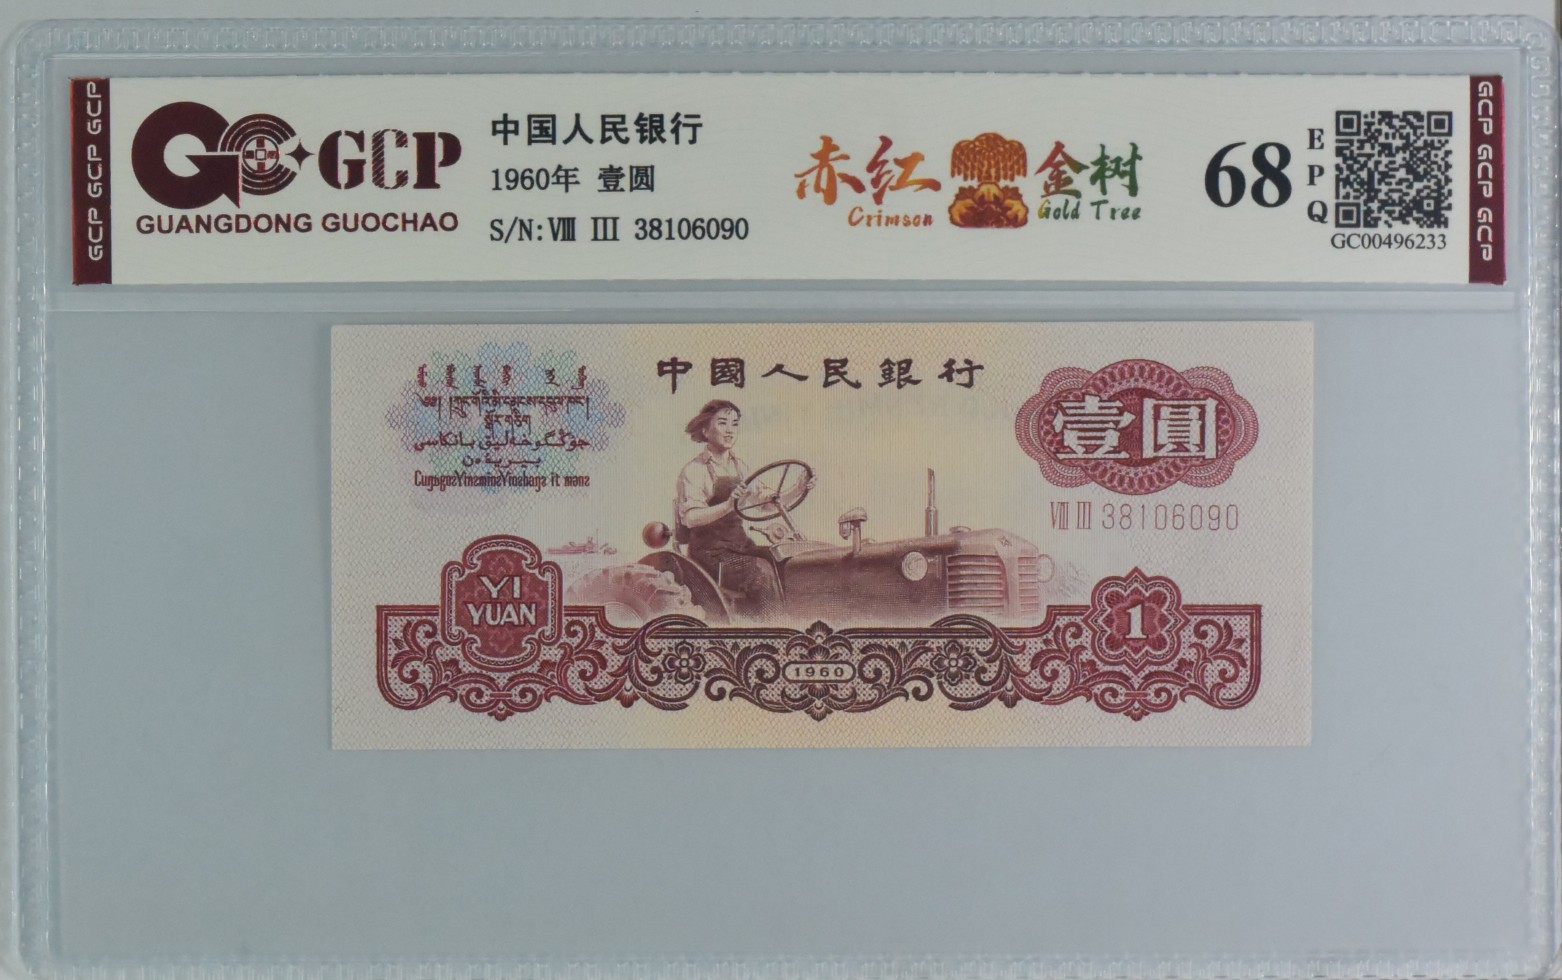 GCP GCP GCP
GCP
GUANGDONG GUOCHAO
中国人民银行
1960年 壹圆
S/N:Ⅷ Ⅲ 38106090
赤红 金树
Crimson Gold Tree
68
EPQ
GC00496233
GCP GCP GCP
中國人民銀行
壹圓
Ⅷ Ⅲ 38106090
YI
YUAN
1960
1